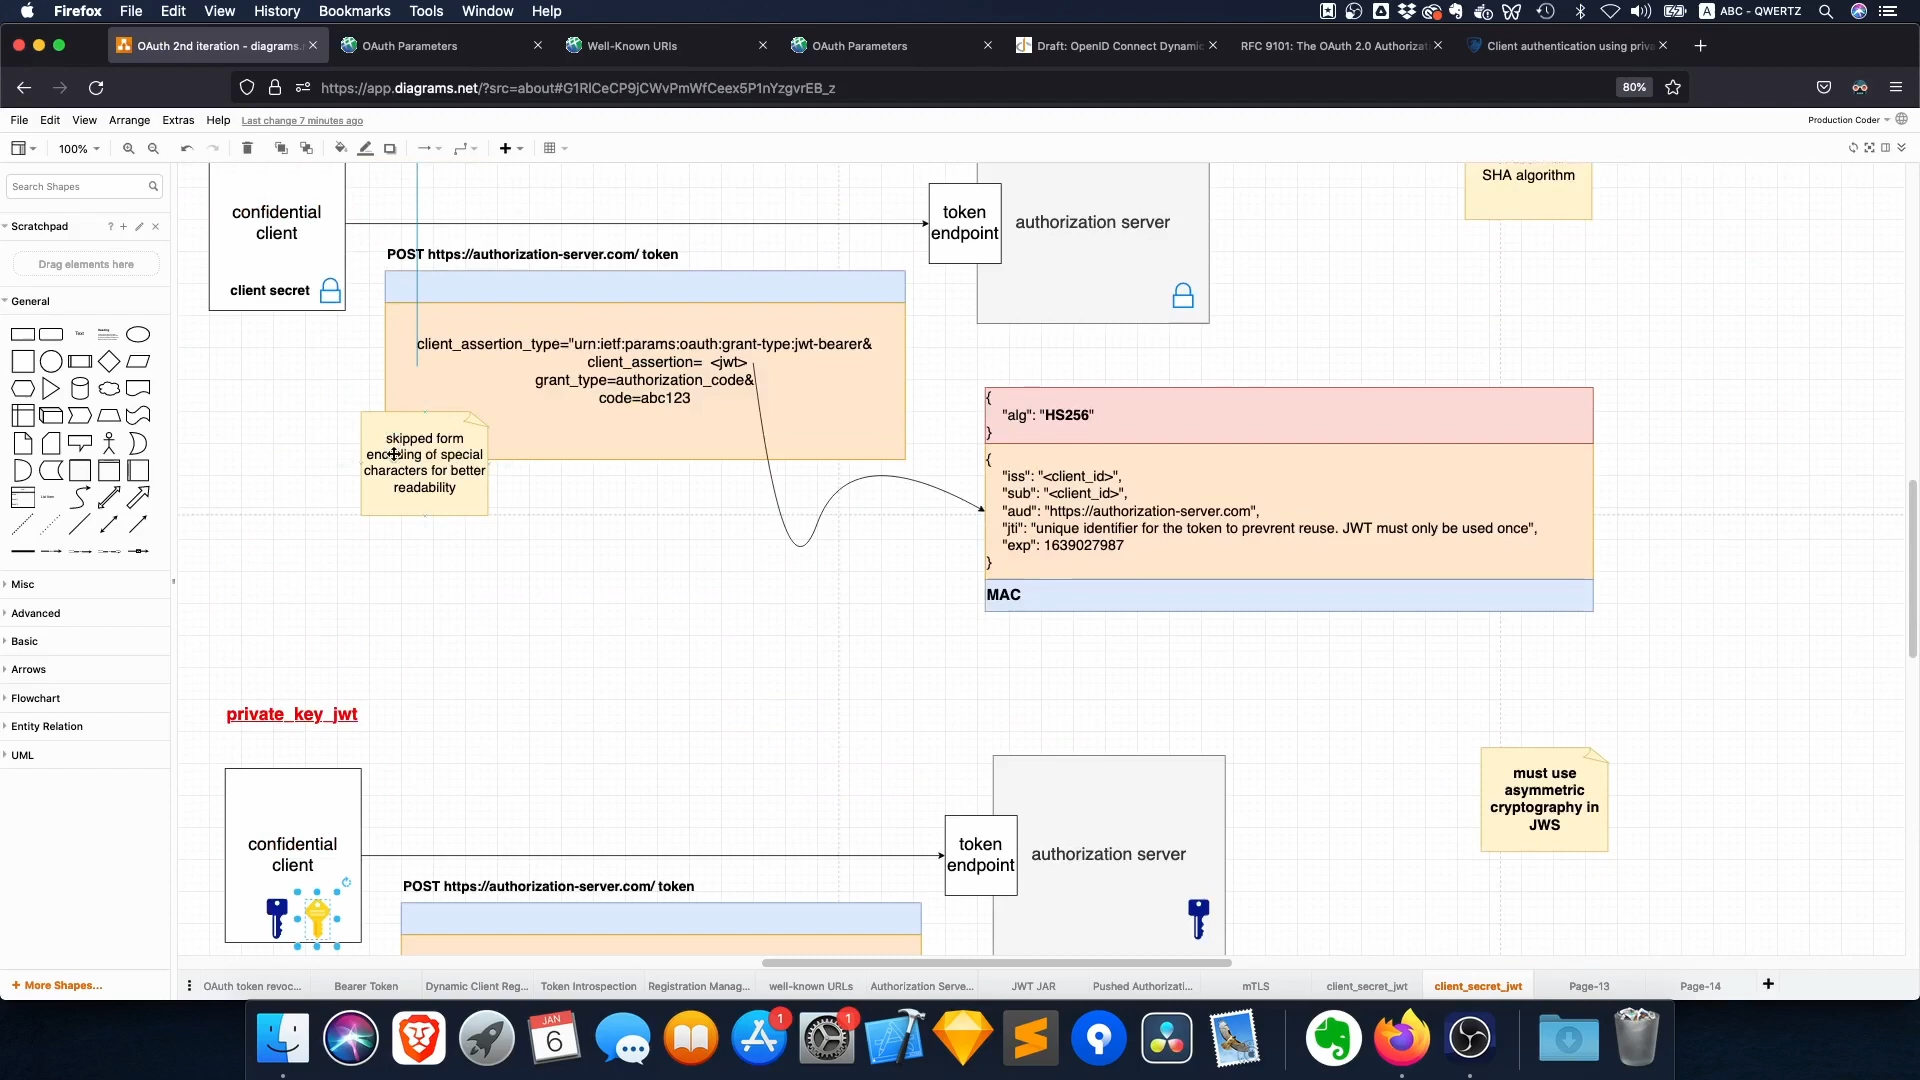 Firefox File Edit View History Bookmarks Tools Window Help
A ABC - QWERTZ
OAuth 2nd iteration - diagrams.
OAuth Parameters
Well-Known URIs
OAuth Parameters
Draft: OpenID Connect Dynamic
RFC 9101: The OAuth 2.0 Authorizat
Client authentication using priva
https://app.diagrams.net/?src=about#G1RlCeCP9jCWvPmWfCeex5P1nYzgvrEB_z
80%
File Edit View Arrange Extras Help Last change 7 minutes ago
Production Coder
100%
Search Shapes
Scratchpad
Drag elements here
General
Text
Heading
List Item
Misc
Advanced
Basic
Arrows
Flowchart
Entity Relation
UML
+ More Shapes...
confidential
client
client secret
token
endpoint
authorization server
SHA algorithm
POST https://authorization-server.com/ token
client_assertion_type="urn:ietf:params:oauth:grant-type:jwt-bearer&
client_assertion= <jwt>
grant_type=authorization_code&
code=abc123
skipped form
encoding of special
characters for better
readability
{
"alg": "HS256"
}
{
"iss": "<client_id>",
"sub": "<client_id>",
"aud": "https://authorization-server.com",
"jti": "unique identifier for the token to prevrent reuse. JWT must only be used once",
"exp": 1639027987
}
MAC
private_key_jwt
confidential
client
token
endpoint
authorization server
must use
asymmetric
cryptography in
JWS
POST https://authorization-server.com/ token
OAuth token revoc...
Bearer Token
Dynamic Client Reg...
Token Introspection
Registration Manag...
well-known URLs
Authorization Serve...
JWT JAR
Pushed Authorizati...
mTLS
client_secret_jwt
client_secret_jwt
Page-13
Page-14
JAN
6
1
1